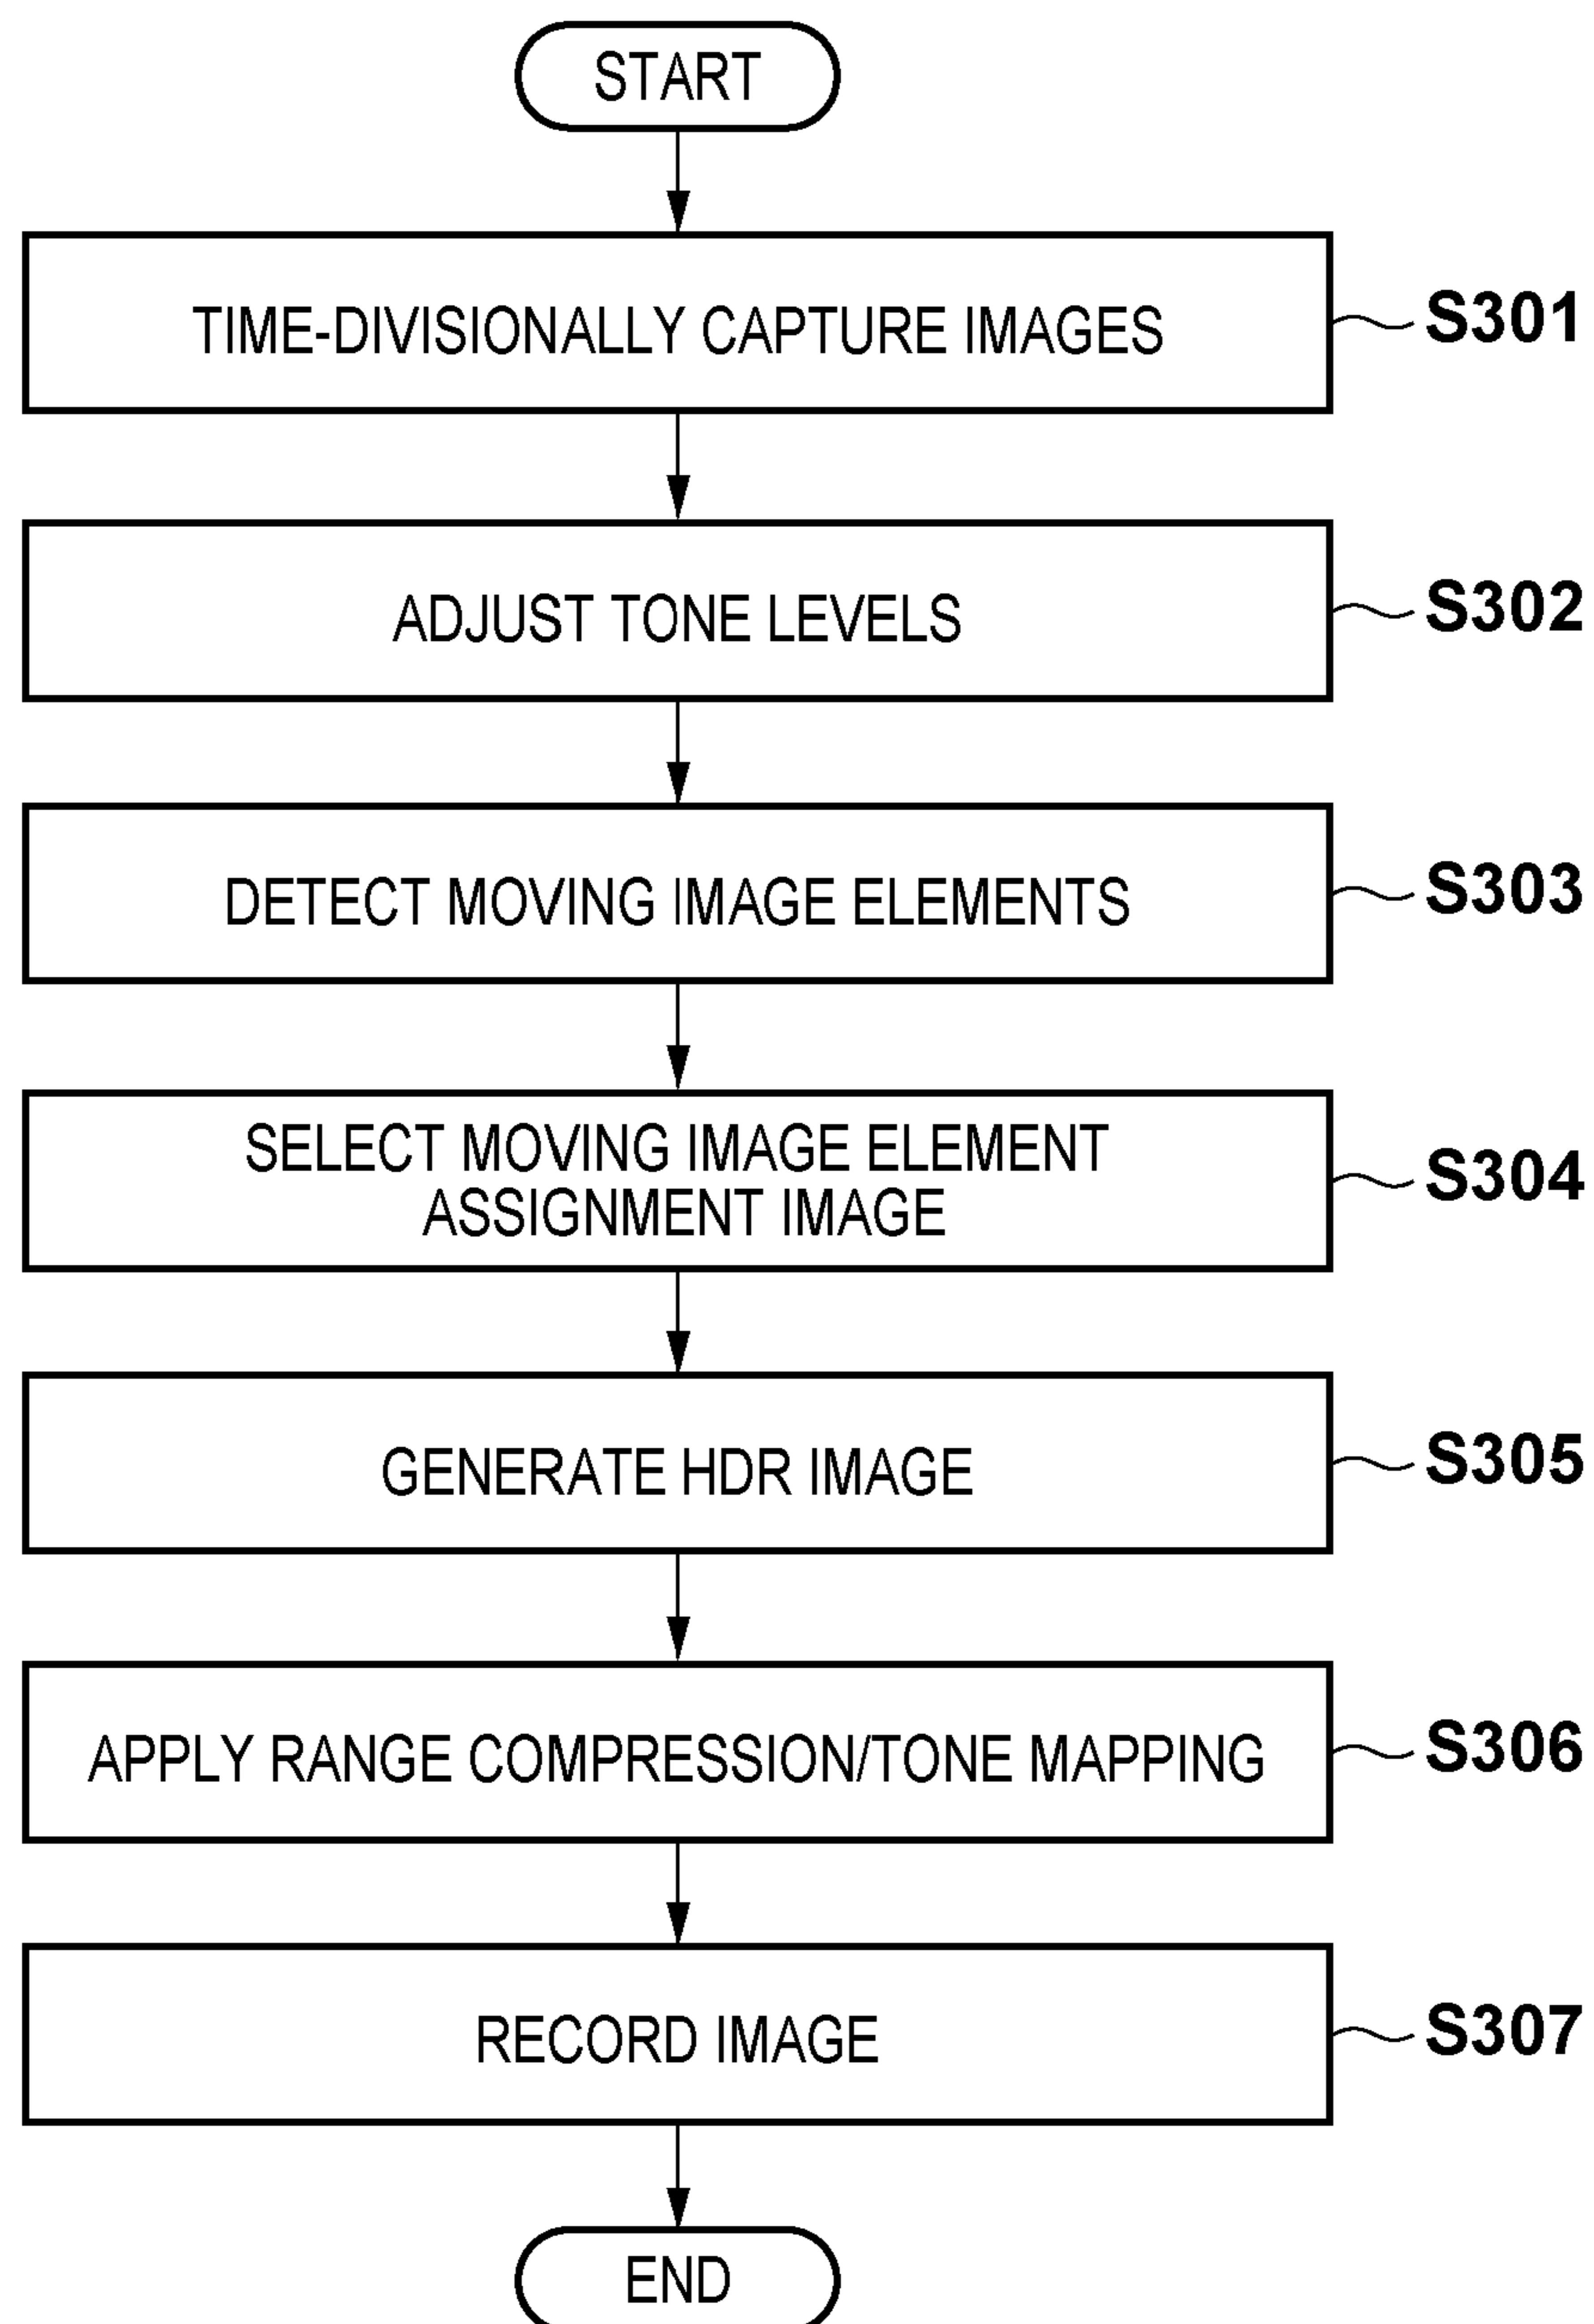 START
TIME-DIVISIONALLY CAPTURE IMAGES
S301
ADJUST TONE LEVELS
S302
DETECT MOVING IMAGE ELEMENTS
S303
SELECT MOVING IMAGE ELEMENT
ASSIGNMENT IMAGE
S304
GENERATE HDR IMAGE
S305
APPLY RANGE COMPRESSION/TONE MAPPING
S306
RECORD IMAGE
S307
END